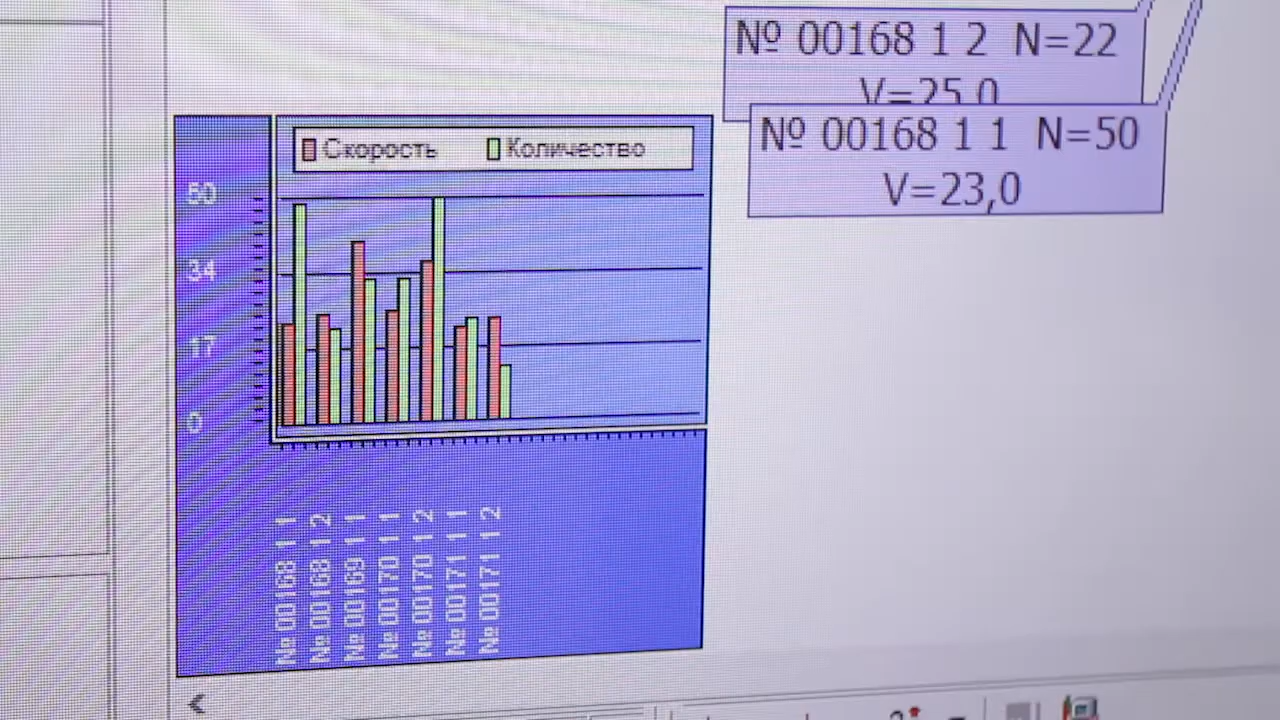 № 00168 1 2 N=22
V=25,0
№ 00168 1 1 N=50
V=23,0
Скорость Количество
50
34
17
0
№ 00168 1 1
№ 00168 1 2
№ 00169 1 1
№ 00170 1 1
№ 00170 1 2
№ 00171 1 1
№ 00171 1 2